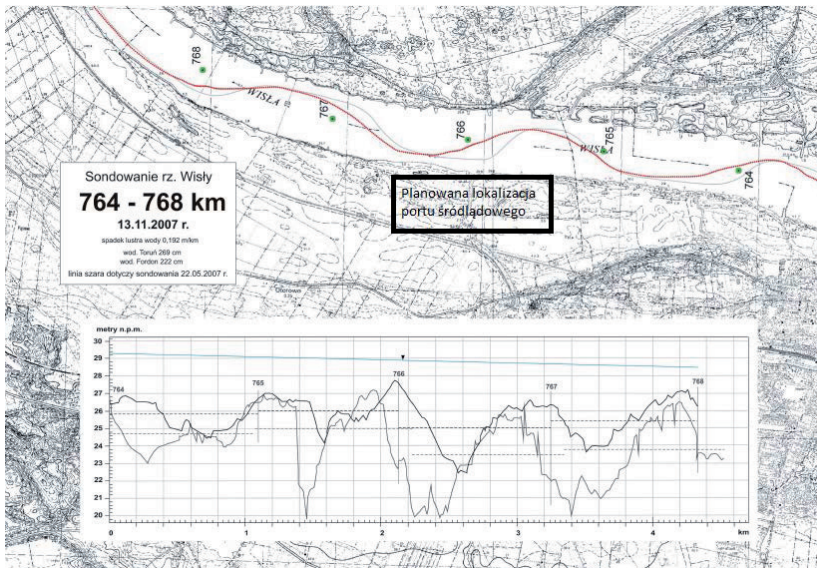 768
WISŁA
767
766
765
WISŁA
764
Sondowanie rz. Wisły
764 - 768 km
13.11.2007 r.
spadek lustra wody 0,192 m/km
wod. Toruń 269 cm
wod. Fordon 222 cm
linia szara dotyczy sondowania 22.05.2007 r.
Planowana lokalizacja
portu śródlądowego
metry n.p.m.
30
29
28
27
26
25
24
23
22
21
20
764
765
766
767
768
0
1
2
3
4
km